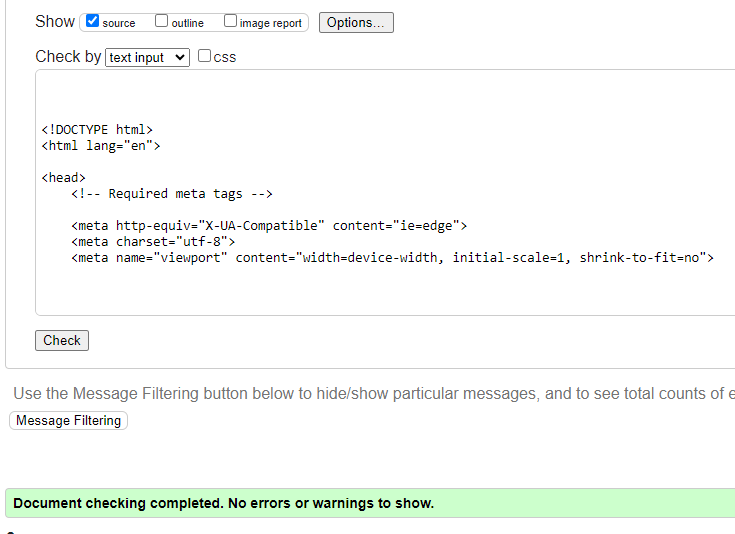 Show source outline image report Options...
Check by text input css
<!DOCTYPE html>
<html lang="en">
<head>
<!-- Required meta tags -->
<meta http-equiv="X-UA-Compatible" content="ie=edge">
<meta charset="utf-8">
<meta name="viewport" content="width=device-width, initial-scale=1, shrink-to-fit=no">
Check
Use the Message Filtering button below to hide/show particular messages, and to see total counts of
Message Filtering
Document checking completed. No errors or warnings to show.